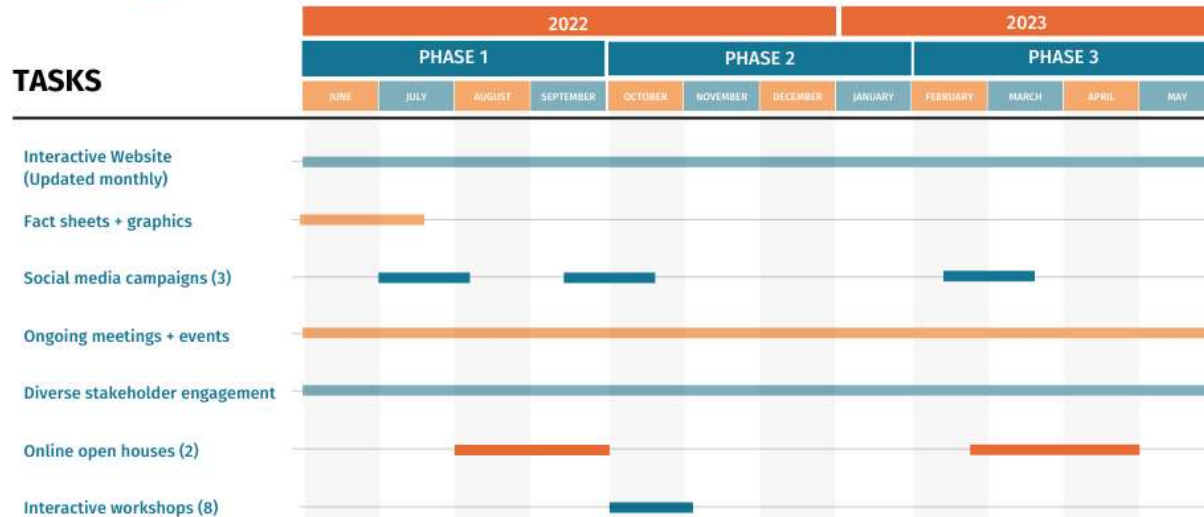 2022
2023
PHASE 1
PHASE 2
PHASE 3
TASKS
JUNE
JULY
AUGUST
SEPTEMBER
OCTOBER
NOVEMBER
DECEMBER
JANUARY
FEBRUARY
MARCH
APRIL
MAY
Interactive Website
(Updated monthly)
Fact sheets + graphics
Social media campaigns (3)
Ongoing meetings + events
Diverse stakeholder engagement
Online open houses (2)
Interactive workshops (8)